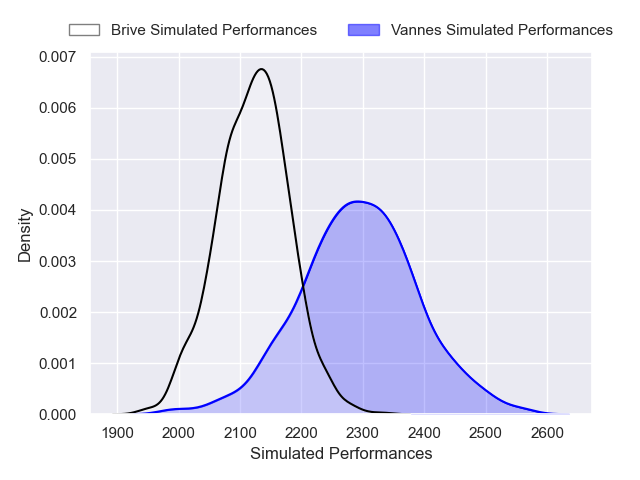 Brive Simulated Performances
Vannes Simulated Performances
0.007
0.006
0.005
0.004
0.003
0.002
0.001
0.000
Density
1900 2000 2100 2200 2300 2400 2500 2600
Simulated Performances